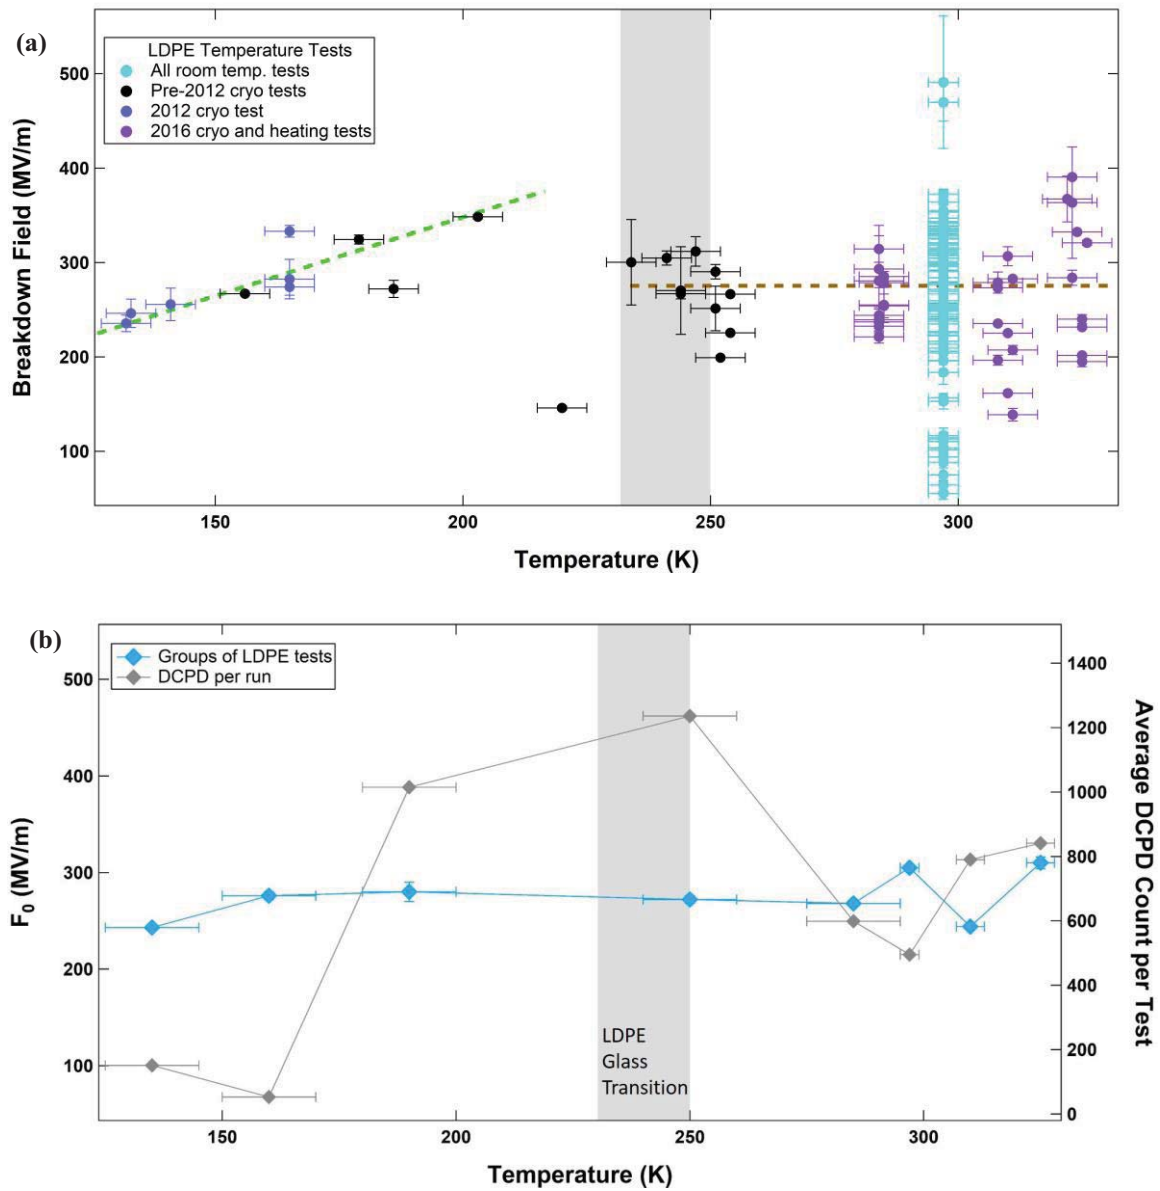 (a)
LDPE Temperature Tests
All room temp. tests
Pre-2012 cryo tests
2012 cryo test
2016 cryo and heating tests
Breakdown Field (MV/m)
500
400
300
200
100
150
200
250
300
Temperature (K)
(b)
Groups of LDPE tests
DCPD per run
F₀ (MV/m)
500
400
300
200
100
1400
1200
1000
800
600
400
200
0
Average DCPD Count per Test
LDPE
Glass
Transition
150
200
250
300
Temperature (K)